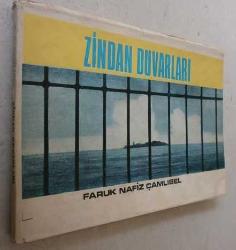 ZİNDAN DUVARLARI
FARUK NAFİZ ÇAMLIBEL